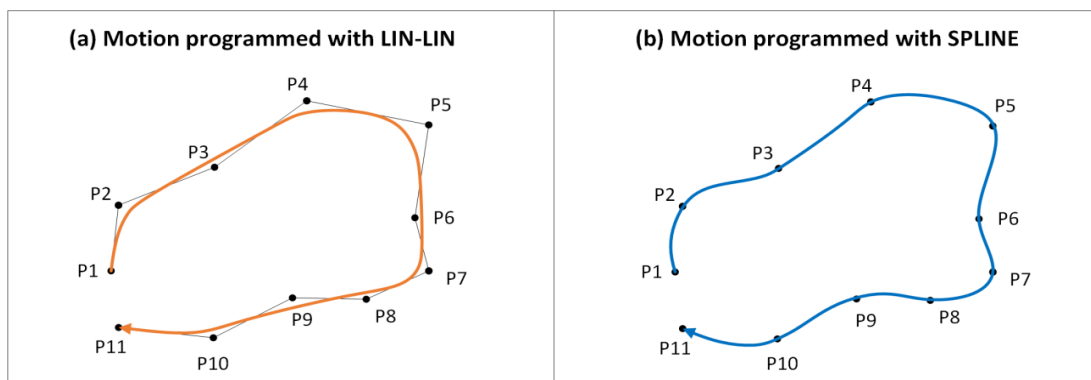 (a) Motion programmed with LIN-LIN
P4
P5
P3
P2
P6
P1
P7
P9
P8
P11
P10
(b) Motion programmed with SPLINE
P4
P5
P3
P2
P6
P1
P7
P8
P9
P11
P10